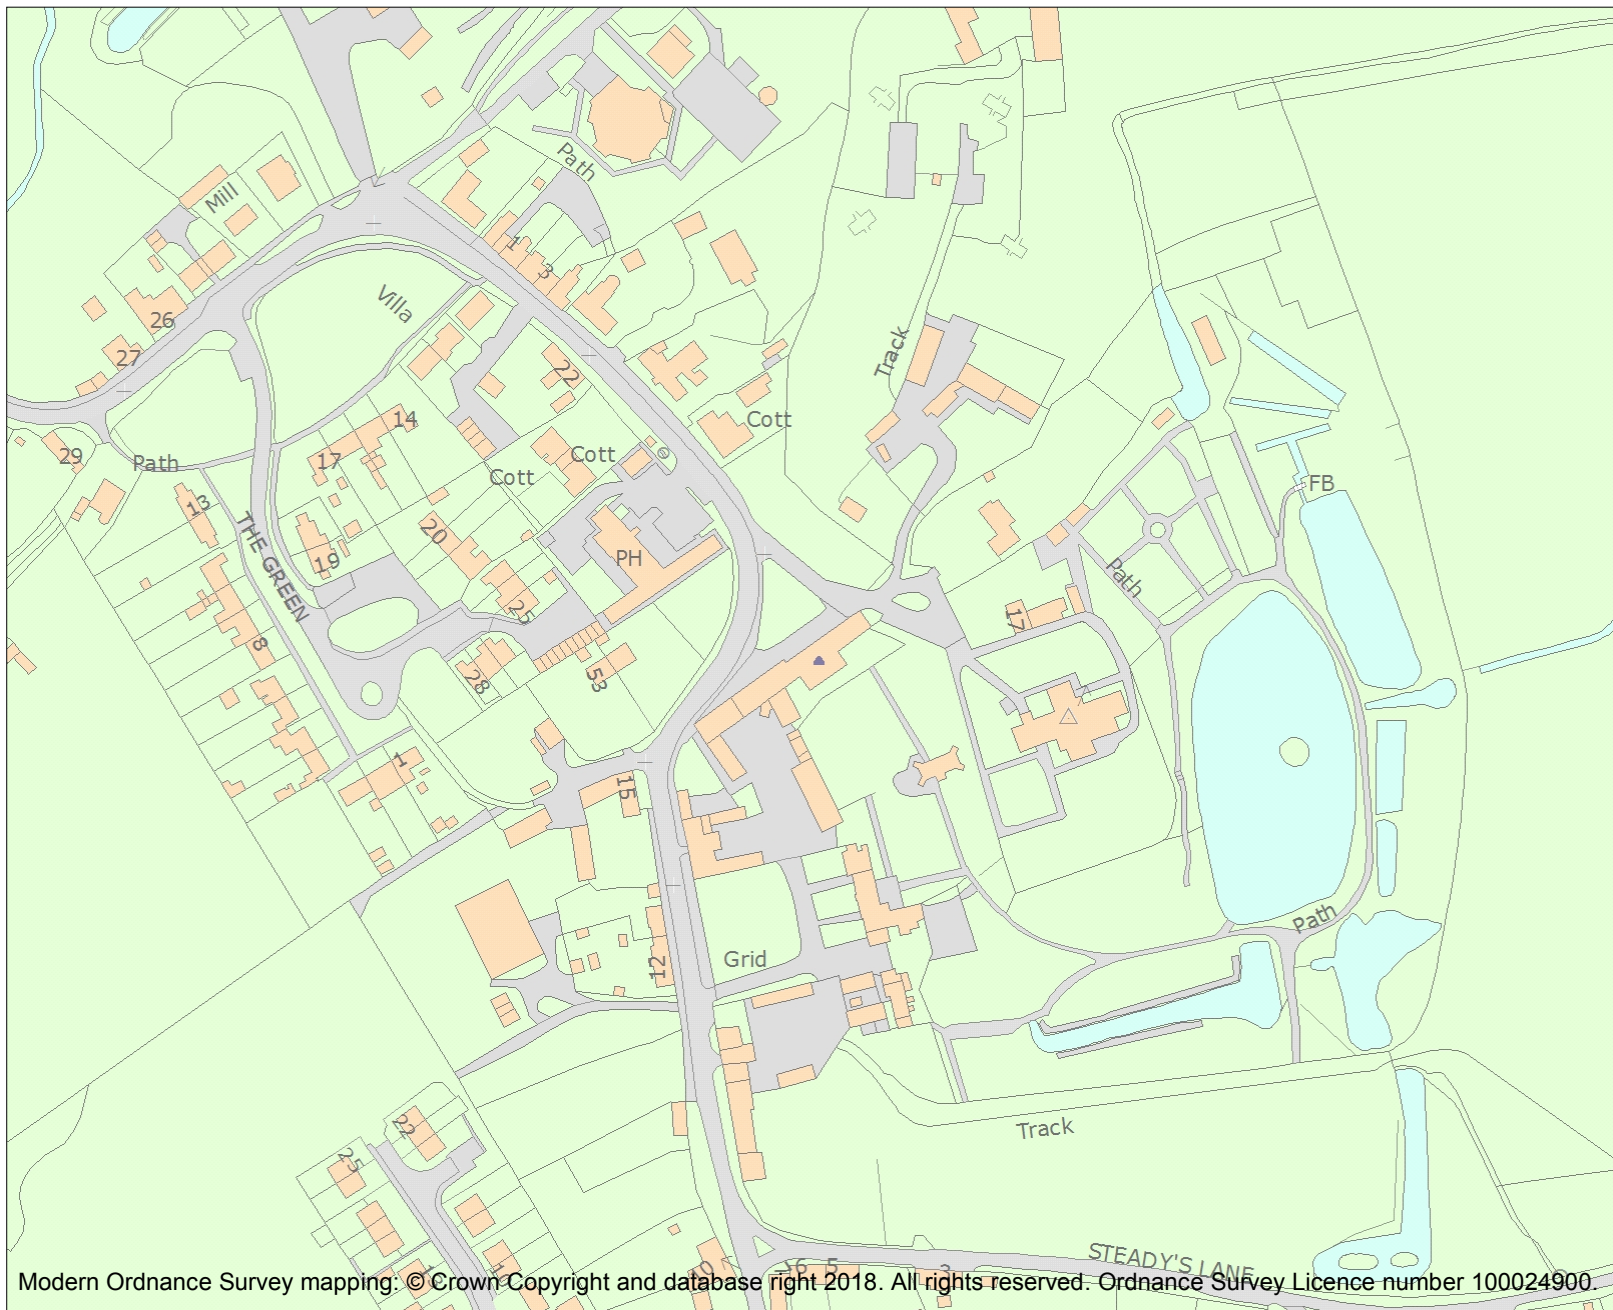 Path
Mill
1
3
Villa
26
27
22
Track
14
Cott
Cott
Cott
17
29
Path
13
THE GREEN
20
19
PH
FB
Path
25
17
8
28
53
1
15
Path
12
Grid
Track
22
25
STEADY'S LANE
Modern Ordnance Survey mapping: © Crown Copyright and database right 2018. All rights reserved. Ordnance Survey Licence number 100024900.